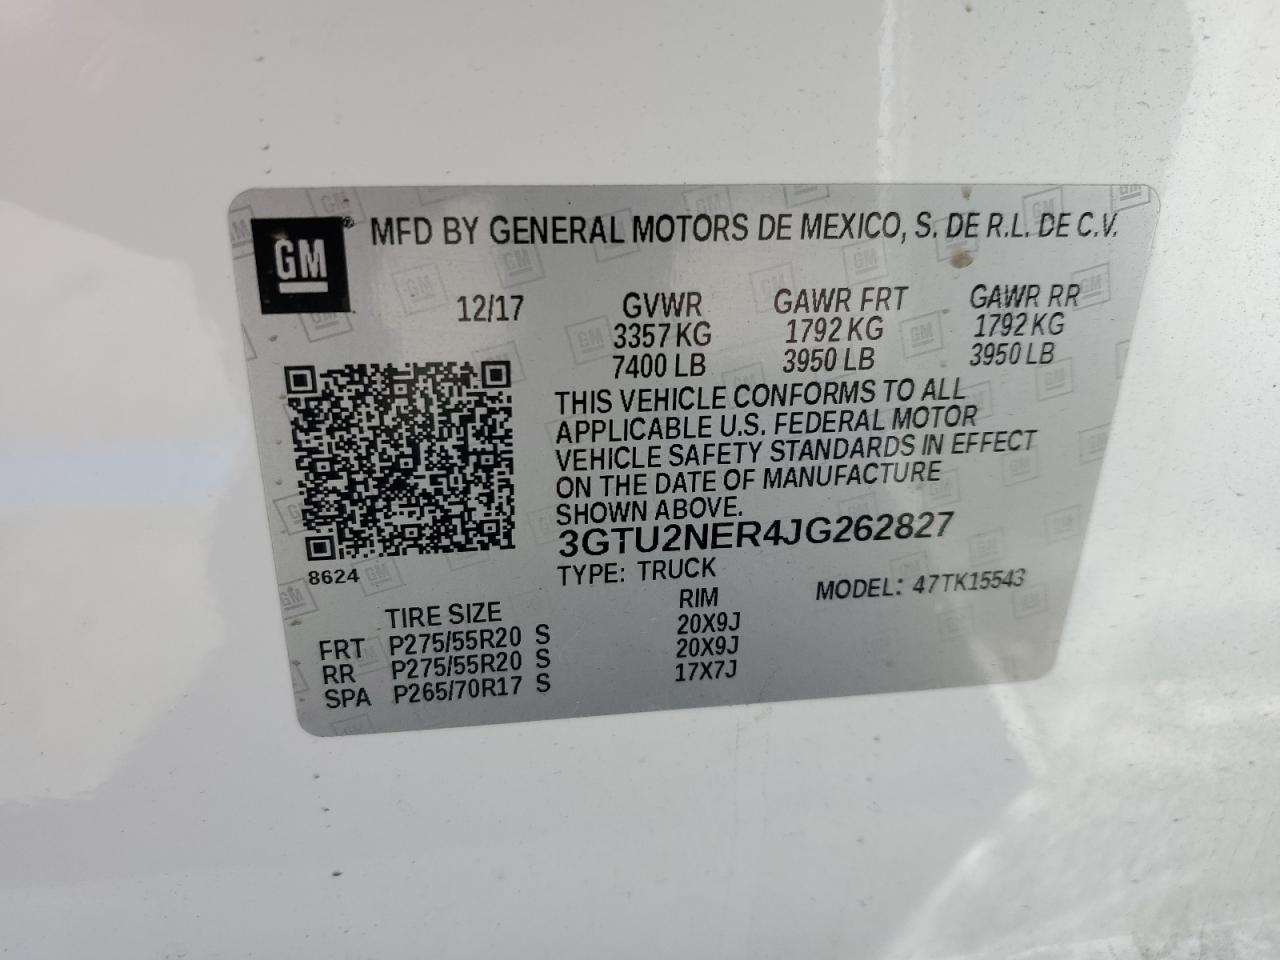 GM® MFD BY GENERAL MOTORS DE MEXICO, S. DE R.L. DE C.V.
12/17 GVWR GAWR FRT GAWR RR
3357 KG 1792 KG 1792 KG
7400 LB 3950 LB 3950 LB
THIS VEHICLE CONFORMS TO ALL
APPLICABLE U.S. FEDERAL MOTOR
VEHICLE SAFETY STANDARDS IN EFFECT
ON THE DATE OF MANUFACTURE
SHOWN ABOVE.
3GTU2NER4JG262827
8624 TYPE: TRUCK MODEL: 47TK15543
TIRE SIZE RIM
FRT P275/55R20 S 20X9J
RR P275/55R20 S 20X9J
SPA P265/70R17 S 17X7J